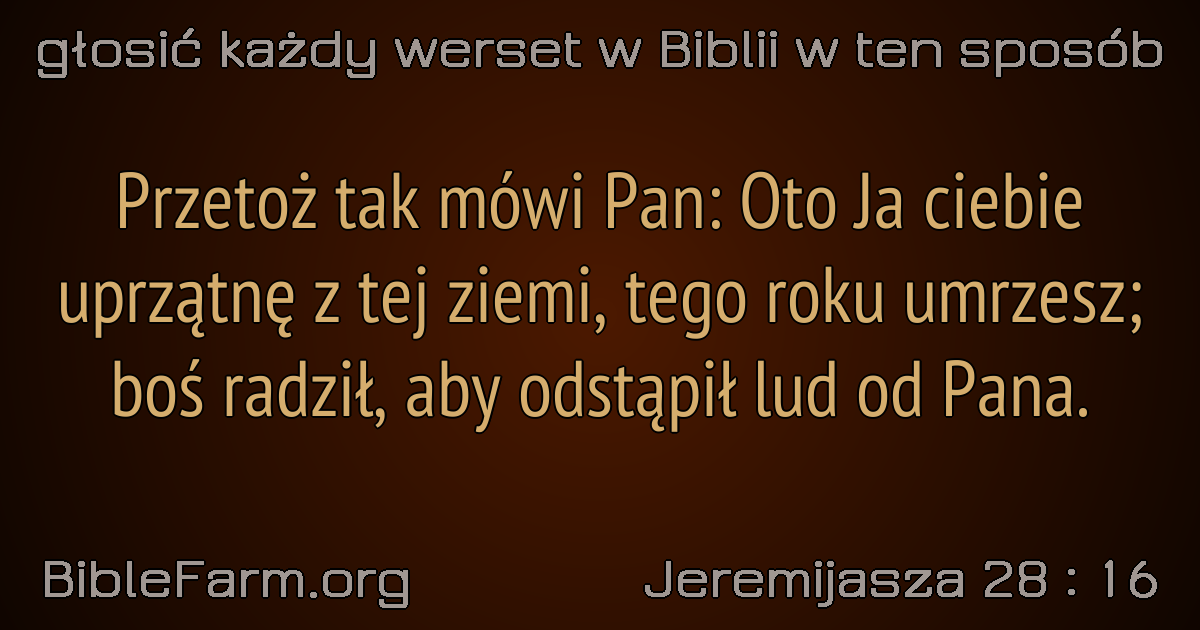 głosić każdy werset w Biblii w ten sposób
Przetoż tak mówi Pan: Oto Ja ciebie
uprzątnę z tej ziemi, tego roku umrzesz;
boś radził, aby odstąpił lud od Pana.
BibleFarm.org
Jeremijasza 28 : 16